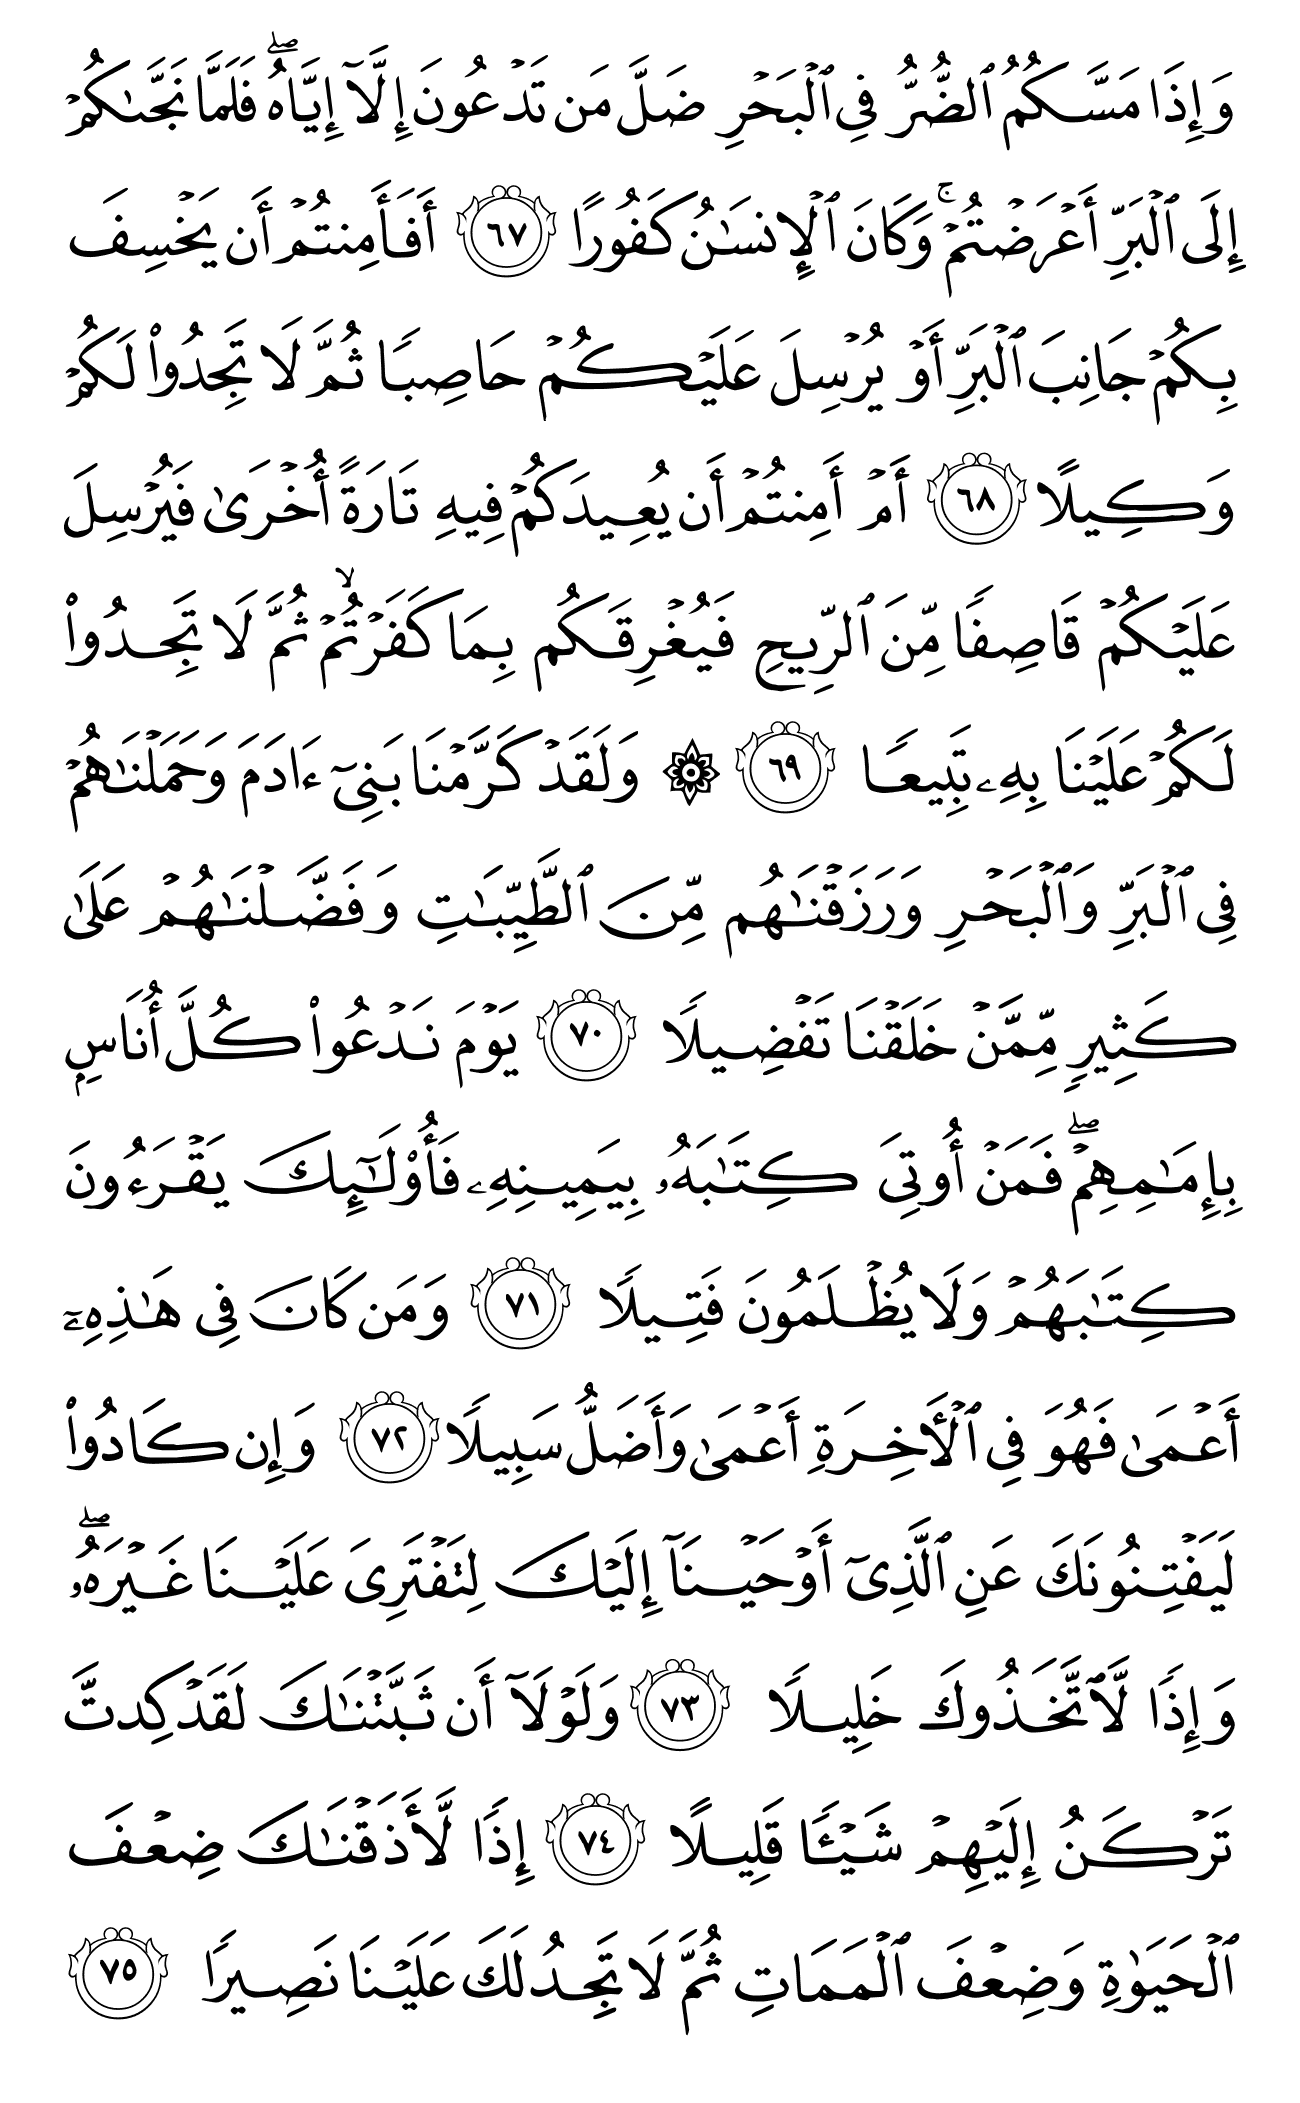 وَإِذَا مَسَّكُمُ ٱلضُّرُّ فِي ٱلۡبَحۡرِ ضَلَّ مَن تَدۡعُونَ إِلَّآ إِيَّاهُۖ فَلَمَّا نَجَّىٰكُمۡ
إِلَى ٱلۡبَرِّ أَعۡرَضۡتُمۡۚ وَكَانَ ٱلۡإِنسَٰنُ كَفُورًا ٦٧ أَفَأَمِنتُمۡ أَن يَخۡسِفَ
بِكُمۡ جَانِبَ ٱلۡبَرِّ أَوۡ يُرۡسِلَ عَلَيۡكُمۡ حَاصِبٗا ثُمَّ لَا تَجِدُواْ لَكُمۡ
وَكِيلًا ٦٨ أَمۡ أَمِنتُمۡ أَن يُعِيدَكُمۡ فِيهِ تَارَةً أُخۡرَىٰ فَيُرۡسِلَ
عَلَيۡكُمۡ قَاصِفٗا مِّنَ ٱلرِّيحِ فَيُغۡرِقَكُم بِمَا كَفَرۡتُمۡۙ ثُمَّ لَا تَجِدُواْ
لَكُمۡ عَلَيۡنَا بِهِۦ تَبِيعٗا ٦٩ ۞ وَلَقَدۡ كَرَّمۡنَا بَنِيٓ ءَادَمَ وَحَمَلۡنَٰهُمۡ
فِي ٱلۡبَرِّ وَٱلۡبَحۡرِ وَرَزَقۡنَٰهُم مِّنَ ٱلطَّيِّبَٰتِ وَفَضَّلۡنَٰهُمۡ عَلَىٰ
كَثِيرٖ مِّمَّنۡ خَلَقۡنَا تَفۡضِيلٗا ٧٠ يَوۡمَ نَدۡعُواْ كُلَّ أُنَاسِۭ
بِإِمَٰمِهِمۡۖ فَمَنۡ أُوتِيَ كِتَٰبَهُۥ بِيَمِينِهِۦ فَأُوْلَٰٓئِكَ يَقۡرَءُونَ
كِتَٰبَهُمۡ وَلَا يُظۡلَمُونَ فَتِيلٗا ٧١ وَمَن كَانَ فِي هَٰذِهِۦٓ
أَعۡمَىٰ فَهُوَ فِي ٱلۡأٓخِرَةِ أَعۡمَىٰ وَأَضَلُّ سَبِيلٗا ٧٢ وَإِن كَادُواْ
لَيَفۡتِنُونَكَ عَنِ ٱلَّذِيٓ أَوۡحَيۡنَآ إِلَيۡكَ لِتَفۡتَرِيَ عَلَيۡنَا غَيۡرَهُۥۖ
وَإِذٗا لَّٱتَّخَذُوكَ خَلِيلٗا ٧٣ وَلَوۡلَآ أَن ثَبَّتۡنَٰكَ لَقَدۡ كِدتَّ
تَرۡكَنُ إِلَيۡهِمۡ شَيۡـٔٗا قَلِيلًا ٧٤ إِذٗا لَّأَذَقۡنَٰكَ ضِعۡفَ
ٱلۡحَيَوٰةِ وَضِعۡفَ ٱلۡمَمَاتِ ثُمَّ لَا تَجِدُ لَكَ عَلَيۡنَا نَصِيرٗا ٧٥